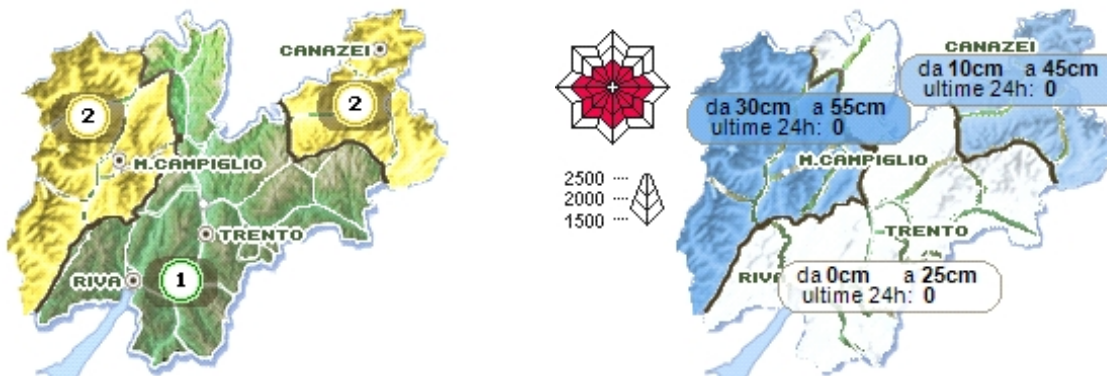 CANAZEI
2
2
M.CAMPIGLIO
TRENTO
RIVA
1
2500
2000
1500
CANAZEI
da 10cm a 45cm
ultime 24h: 0
da 30cm a 55cm
ultime 24h: 0
M.CAMPIGLIO
TRENTO
RIVA
da 0cm a 25cm
ultime 24h: 0